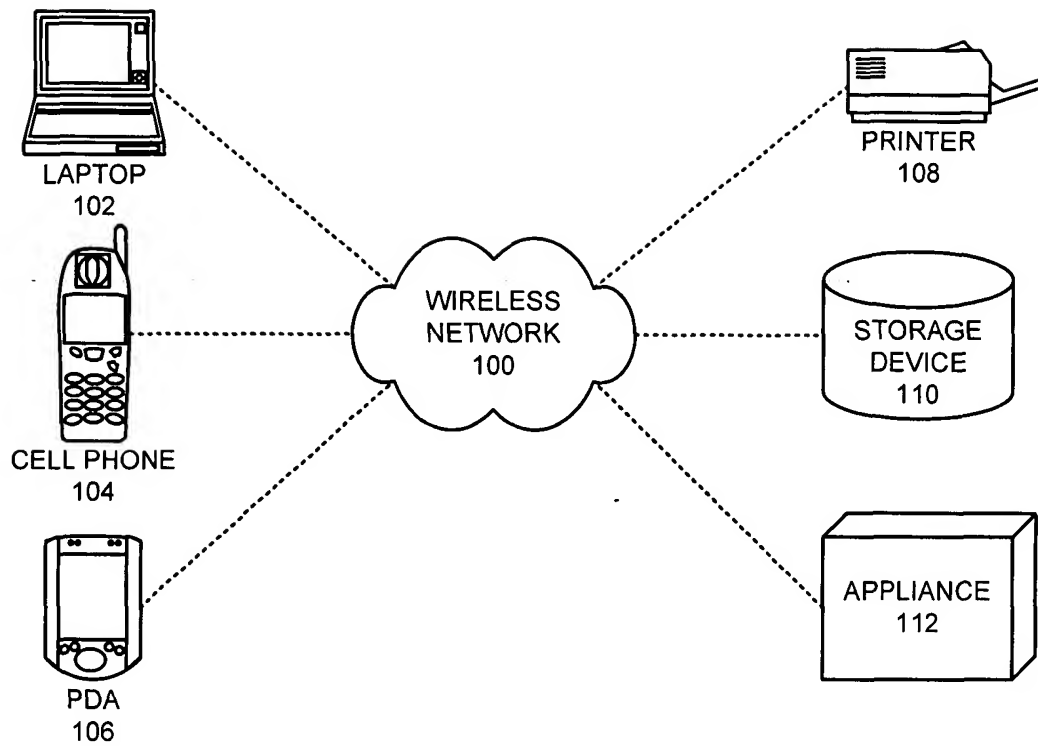 LAPTOP
102
CELL PHONE
104
PDA
106
WIRELESS
NETWORK
100
PRINTER
108
STORAGE
DEVICE
110
APPLIANCE
112